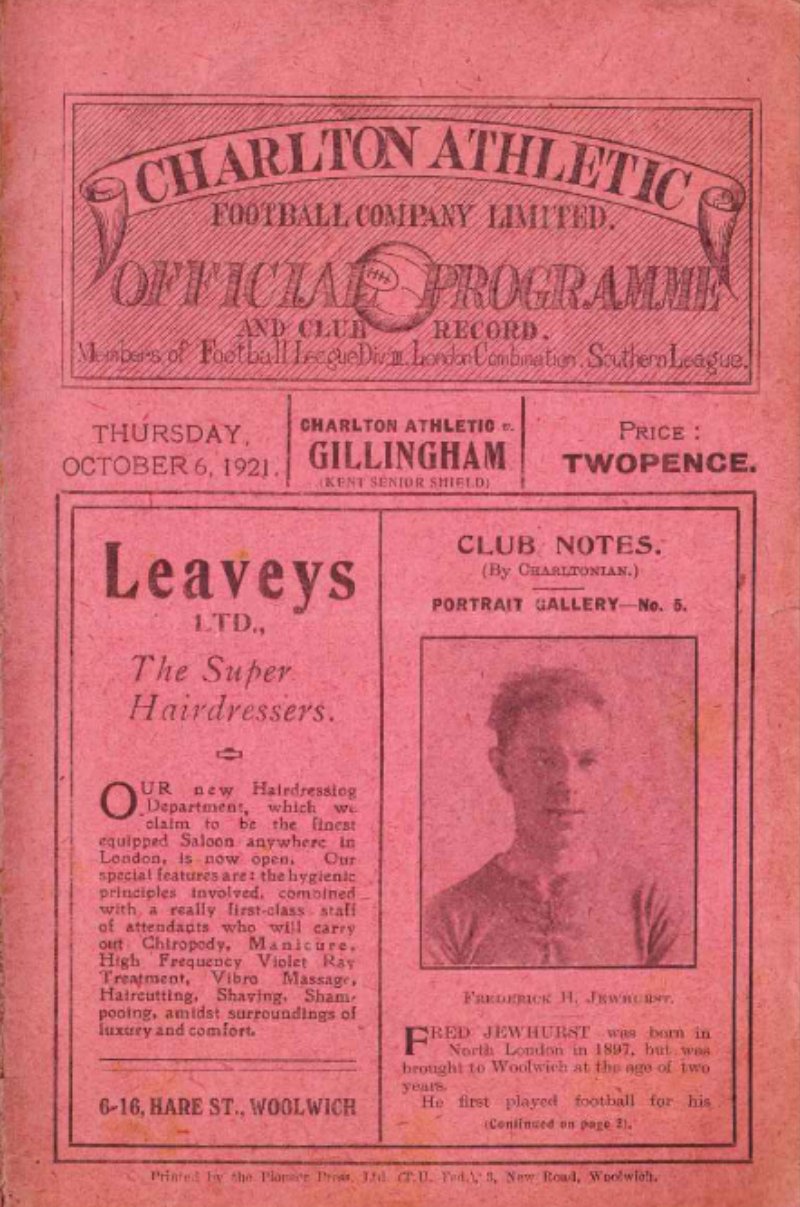 CHARLTON ATHLETIC
FOOTBALL COMPANY LIMITED.
OFFICIAL PROGRAMME
AND CLUB RECORD.
Members of Football League Div III. London Combination. Southern League.
THURSDAY,
OCTOBER 6, 1921.
CHARLTON ATHLETIC v.
GILLINGHAM
(KENT SENIOR SHIELD)
PRICE :
TWOPENCE.
Leaveys
LTD.,
The Super
Hairdressers.
OUR new Hairdressing
Department, which we
claim to be the finest
equipped Saloon anywhere in
London, is now open. Our
special features are : the hygienic
principles involved, combined
with a really first-class staff
of attendants who will carry
out Chiropody, Manicure,
High Frequency Violet Ray
Treatment, Vibro Massage,
Haircutting, Shaving, Sham-
pooing, amidst surroundings of
luxury and comfort.
6-16, HARE ST., WOOLWICH
CLUB NOTES.
(By CHARLTONIAN.)
PORTRAIT GALLERY—No. 5.
FREDERICK H. JEWHURST.
FRED JEWHURST was born in
North London in 1897, but was
brought to Woolwich at the age of two
years.
He first played football for his
(Continued on page 2).
Printed by the Pioneer Press, Ltd. (T.U. Fed.), 3, New Road, Woolwich.